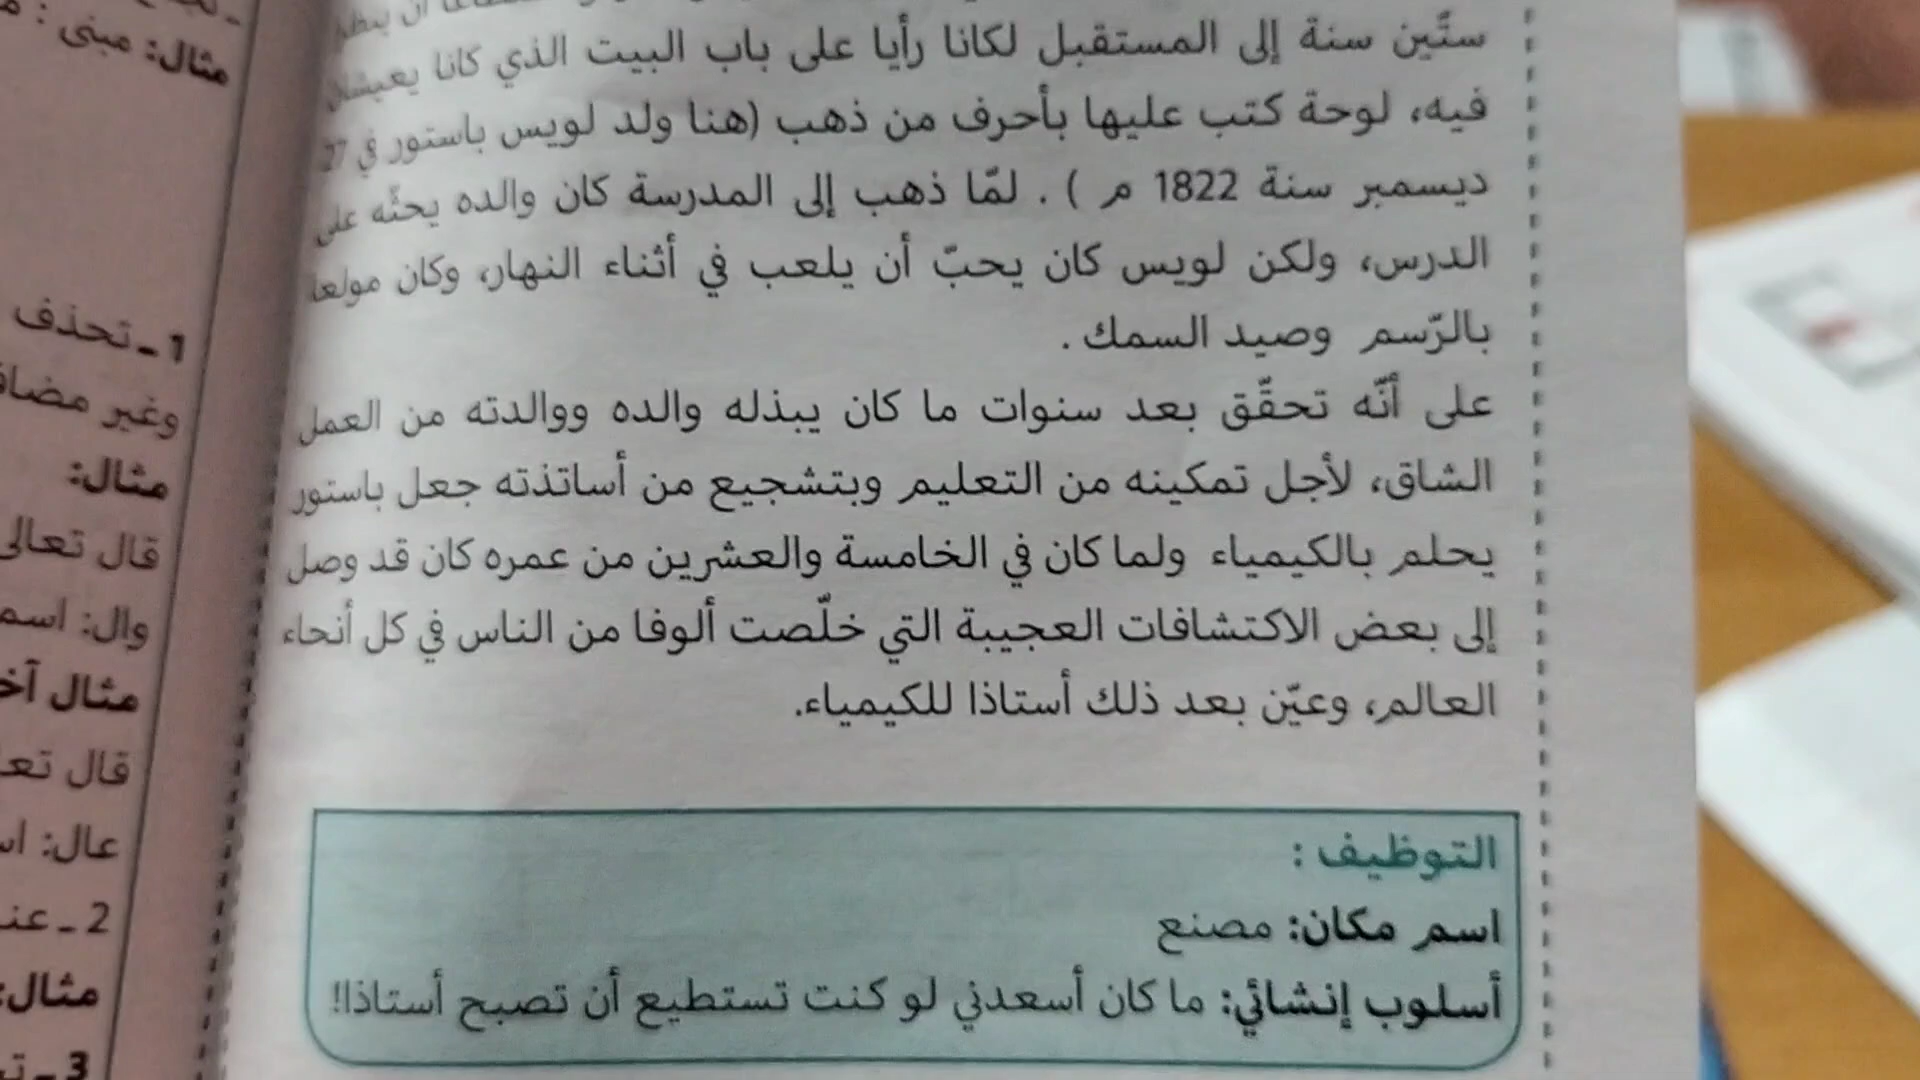 ستّين سنة إلى المستقبل لكانا رأيا على باب البيت الذي كانا يعيشان
فيه، لوحة كتب عليها بأحرف من ذهب (هنا ولد لويس باستور في 27
ديسمبر سنة 1822 م ) . لمّا ذهب إلى المدرسة كان والده يحثّه على
الدرس، ولكن لويس كان يحبّ أن يلعب في أثناء النهار، وكان مولعا
بالرّسم وصيد السمك .
على أنّه تحقّق بعد سنوات ما كان يبذله والده ووالدته من العمل
الشاق، لأجل تمكينه من التعليم وبتشجيع من أساتذته جعل باستور
يحلم بالكيمياء ولما كان في الخامسة والعشرين من عمره كان قد وصل
إلى بعض الاكتشافات العجيبة التي خلّصت ألوفا من الناس في كل أنحاء
العالم، وعيّن بعد ذلك أستاذا للكيمياء.
التوظيف :
اسم مكان: مصنع
أسلوب إنشائي: ما كان أسعدني لو كنت تستطيع أن تصبح أستاذا!
مثال: مبنى :
1 ـ تحذف
وغير
مثال:
قال تعالى
وال: اسم
مثال
قال
عال:
2 ـ
مثال:
3 ـ